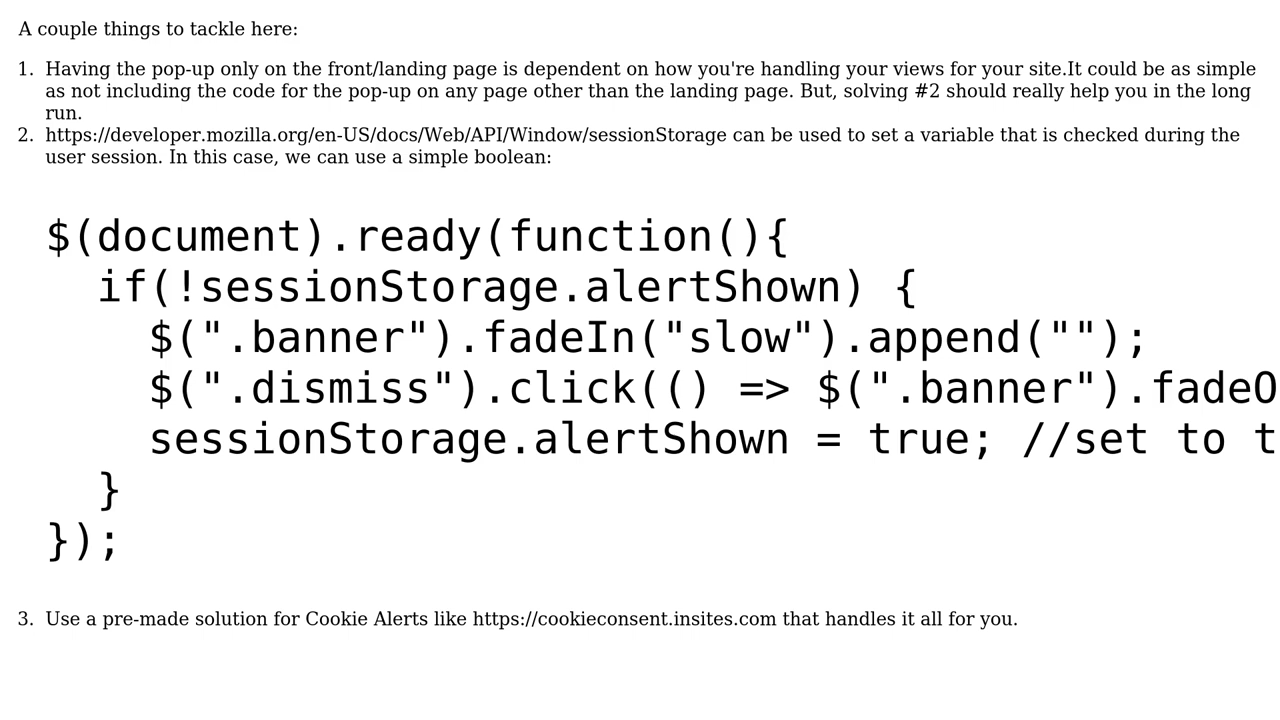 A couple things to tackle here:
1. Having the pop-up only on the front/landing page is dependent on how you're handling your views for your site.It could be as simple
as not including the code for the pop-up on any page other than the landing page. But, solving #2 should really help you in the long
run.
2. https://developer.mozilla.org/en-US/docs/Web/API/Window/sessionStorage can be used to set a variable that is checked during the
user session. In this case, we can use a simple boolean:
$(document).ready(function(){
  if(!sessionStorage.alertShown) {
    $(".banner").fadeIn("slow").append("");
    $(".dismiss").click(() => $(".banner").fadeO
    sessionStorage.alertShown = true; //set to t
  }
});
3. Use a pre-made solution for Cookie Alerts like https://cookieconsent.insites.com that handles it all for you.